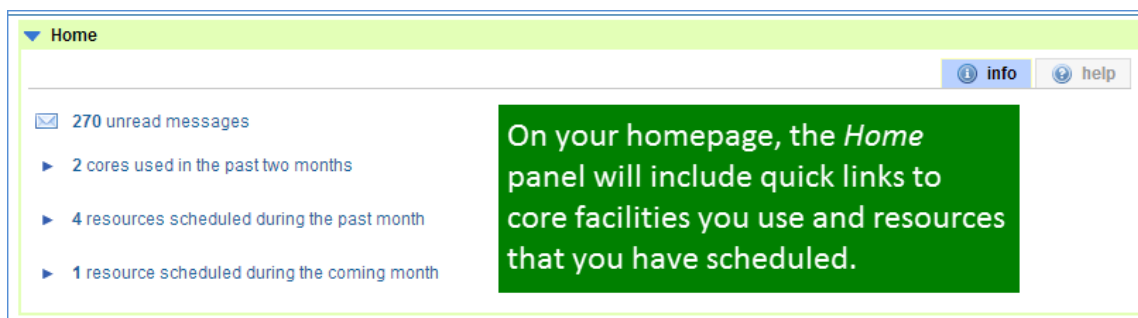 Home
info
help
270 unread messages
2 cores used in the past two months
4 resources scheduled during the past month
1 resource scheduled during the coming month
On your homepage, the Home
panel will include quick links to
core facilities you use and resources
that you have scheduled.